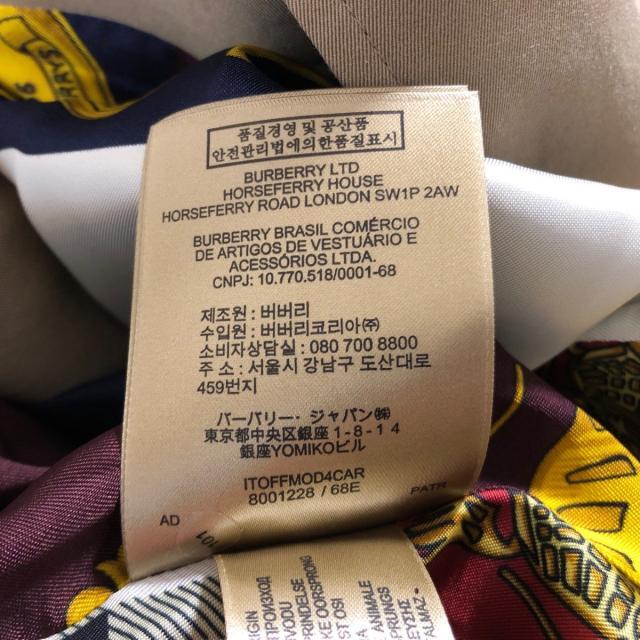 품질경영 및 공산품
안전관리법에의한품질표시
BURBERRY LTD
HORSEFERRY HOUSE
HORSEFERRY ROAD LONDON SW1P 2AW
BURBERRY BRASIL COMÉRCIO
DE ARTIGOS DE VESTUÁRIO E
ACESSÓRIOS LTDA.
CNPJ: 10.770.518/0001-68
제조원 : 버버리
수입원 : 버버리코리아㈜
소비자상담실 : 080 700 8800
주 소 : 서울시 강남구 도산대로
459번지
バーバリー・ジャパン㈱
東京都中央区銀座1-8-14
銀座YOMIKOビル
ITOFFMOD4CAR
8001228 / 68E
AD